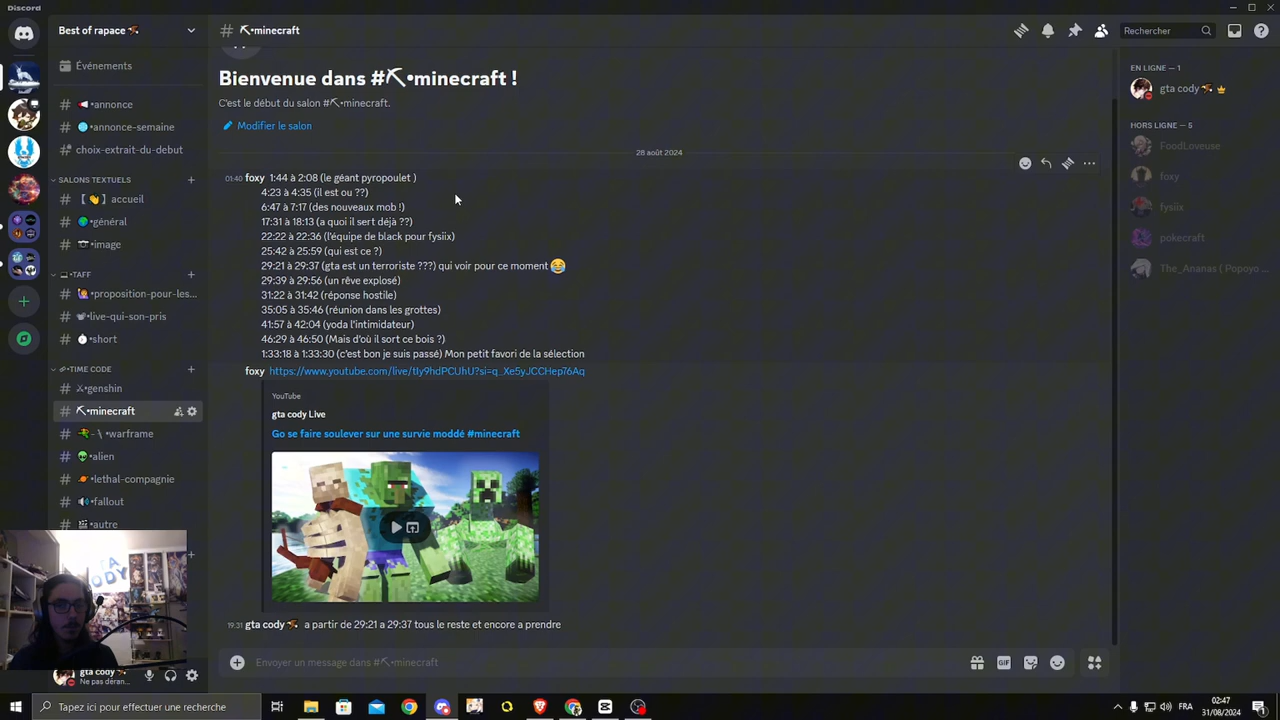 Discord
Best of rapace
•minecraft
Rechercher
Événements
•annonce
•annonce-semaine
choix-extrait-du-debut
SALONS TEXTUELS
accueil
•général
•image
•TAFF
•proposition-pour-les...
•live-qui-son-pris
•short
•TIME CODE
•genshin
•minecraft
•warframe
•alien
•lethal-compagnie
•fallout
•autre
gta cody
Ne pas déran...
Bienvenue dans #⛏•minecraft !
C'est le début du salon #⛏•minecraft.
Modifier le salon
28 août 2024
01:40 foxy 1:44 à 2:08 (le géant pyropoulet )
4:23 à 4:35 (il est ou ??)
6:47 à 7:17 (des nouveaux mob !)
17:31 à 18:13 (a quoi il sert déjà ??)
22:22 à 22:36 (l'équipe de black pour fysiix)
25:42 à 25:59 (qui est ce ?)
29:21 à 29:37 (gta est un terroriste ???) qui voir pour ce moment 😂
29:39 à 29:56 (un rêve explosé)
31:22 à 31:42 (réponse hostile)
35:05 à 35:46 (réunion dans les grottes)
41:57 à 42:04 (yoda l'intimidateur)
46:29 à 46:50 (Mais d'où il sort ce bois ?)
1:33:18 à 1:33:30 (c'est bon je suis passé) Mon petit favori de la sélection
foxy https://www.youtube.com/live/tIy9hdPCUhU?si=q_Xe5yJCCHep76Aq
YouTube
gta cody Live
Go se faire soulever sur une survie moddé #minecraft
19:31 gta cody a partir de 29:21 a 29:37 tous le reste et encore a prendre
Envoyer un message dans #⛏•minecraft
GIF
EN LIGNE — 1
gta cody
HORS LIGNE — 5
FoodLoveuse
foxy
fysiix
pokecraft
The_Ananas ( Popoyo ...
Tapez ici pour effectuer une recherche
FRA
02:47
31/08/2024